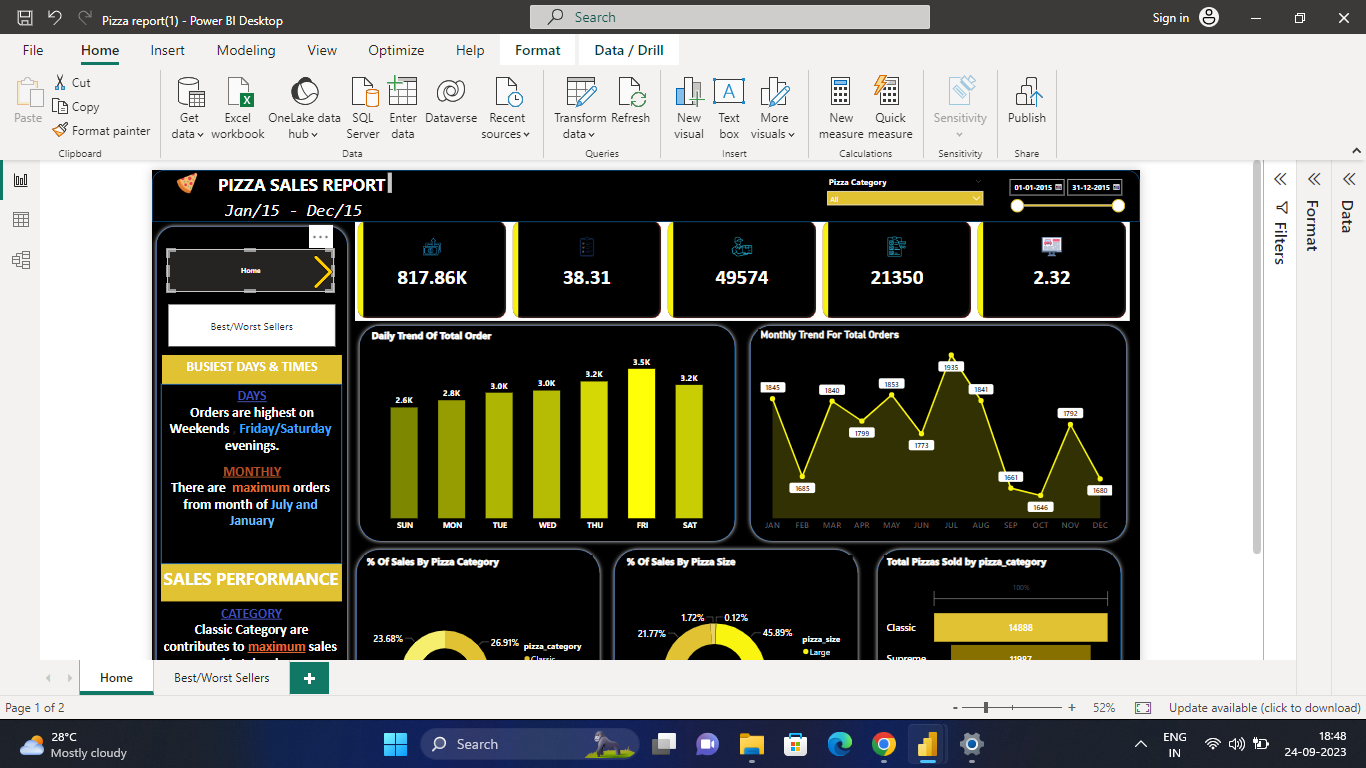 Pizza report(1) - Power BI Desktop
Search
Sign in
File
Home
Insert
Modeling
View
Optimize
Help
Format
Data / Drill
Paste
Cut
Copy
Format painter
Get data
Excel workbook
OneLake data hub
SQL Server
Enter data
Dataverse
Recent sources
Transform data
Refresh
New visual
Text box
More visuals
New measure
Quick measure
Sensitivity
Publish
Clipboard
Data
Queries
Insert
Calculations
Sensitivity
Share
PIZZA SALES REPORT
Jan/15 - Dec/15
Pizza Category
All
01-01-2015
31-12-2015
Filters
Format
Data
Home
Best/Worst Sellers
BUSIEST DAYS & TIMES
DAYS
Orders are highest on
Weekends Friday/Saturday
evenings.
MONTHLY
There are maximum orders
from month of July and
January
SALES PERFORMANCE
CATEGORY
Classic Category are
contributes to maximum sales
817.86K
38.31
49574
21350
2.32
Daily Trend Of Total Order
2.6K
2.8K
3.0K
3.0K
3.2K
3.5K
3.2K
SUN
MON
TUE
WED
THU
FRI
SAT
Monthly Trend For Total Orders
1845
1685
1840
1799
1853
1773
1935
1841
1661
1646
1792
1680
JAN
FEB
MAR
APR
MAY
JUN
JUL
AUG
SEP
OCT
NOV
DEC
% Of Sales By Pizza Category
23.68%
26.91%
pizza_category
Classic
% Of Sales By Pizza Size
1.72%
0.12%
21.77%
45.89%
pizza_size
Large
Total Pizzas Sold by pizza_category
100%
Classic
14888
Supreme
11987
Home
Best/Worst Sellers
Page 1 of 2
52%
Update available (click to download)
28°C
Mostly cloudy
Search
ENG
IN
18:48
24-09-2023